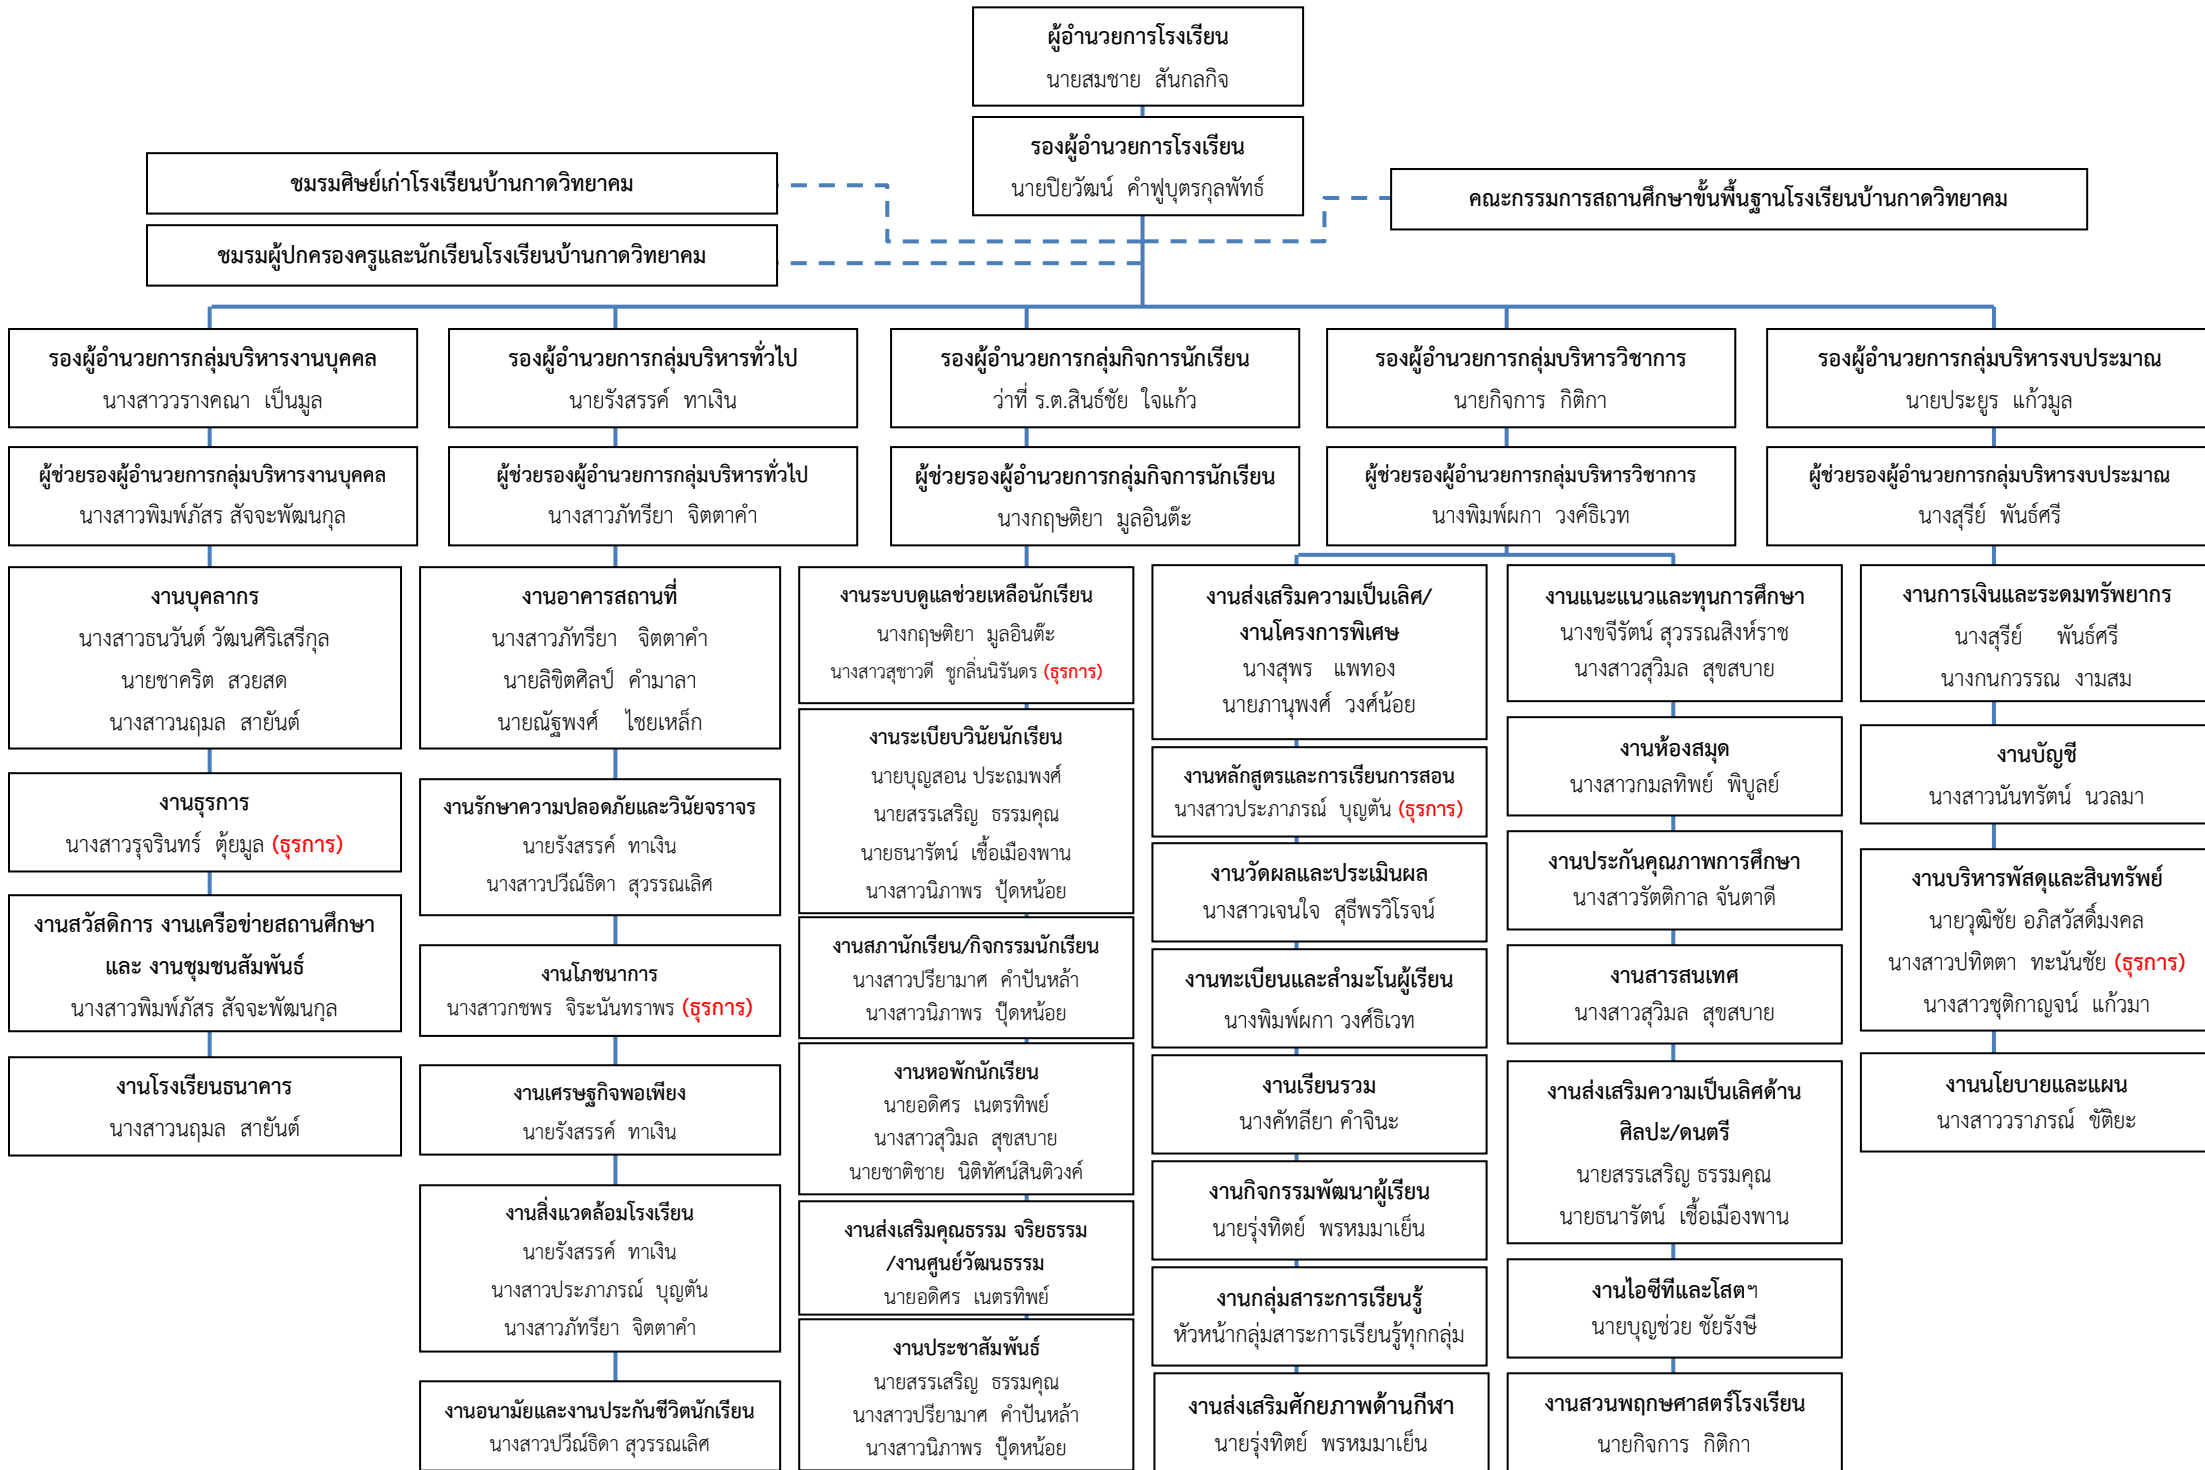 ผู้อำนวยการโรงเรียน
นายสมชาย สันกลกิจ
รองผู้อำนวยการโรงเรียน
นายปิยวัฒน์ คำฟูบุตรกุลพัทธ์
ชมรมศิษย์เก่าโรงเรียนบ้านกาดวิทยาคม
คณะกรรมการสถานศึกษาขั้นพื้นฐานโรงเรียนบ้านกาดวิทยาคม
ชมรมผู้ปกครองครูและนักเรียนโรงเรียนบ้านกาดวิทยาคม
รองผู้อำนวยการกลุ่มบริหารงานบุคคล
นางสาววรางคณา เป็นมูล
ผู้ช่วยรองผู้อำนวยการกลุ่มบริหารงานบุคคล
นางสาวพิมพ์ภัสร สัจจะพัฒนกุล
งานบุคลากร
นางสาวธนวันต์ วัฒนศิริเสรีกุล
นายชาคริต สวยสด
นางสาวนฤมล สายันต์
งานธุรการ
นางสาวรุจรินทร์ ตุ้ยมูล (ธุรการ)
งานสวัสดิการ งานเครือข่ายสถานศึกษา
และ งานชุมชนสัมพันธ์
นางสาวพิมพ์ภัสร สัจจะพัฒนกุล
งานโรงเรียนธนาคาร
นางสาวนฤมล สายันต์
รองผู้อำนวยการกลุ่มบริหารทั่วไป
นายรังสรรค์ ทาเงิน
ผู้ช่วยรองผู้อำนวยการกลุ่มบริหารทั่วไป
นางสาวภัทรียา จิตตาคำ
งานอาคารสถานที่
นางสาวภัทรียา จิตตาคำ
นายลิขิตศิลป์ คำมาลา
นายณัฐพงศ์ ไชยเหล็ก
งานรักษาความปลอดภัยและวินัยจราจร
นายรังสรรค์ ทาเงิน
นางสาวปวีณ์ธิดา สุวรรณเลิศ
งานโภชนาการ
นางสาวกชพร จิระนันทราพร (ธุรการ)
งานเศรษฐกิจพอเพียง
นายรังสรรค์ ทาเงิน
งานสิ่งแวดล้อมโรงเรียน
นายรังสรรค์ ทาเงิน
นางสาวประภาภรณ์ บุญตัน
นางสาวภัทรียา จิตตาคำ
งานอนามัยและงานประกันชีวิตนักเรียน
นางสาวปวีณ์ธิดา สุวรรณเลิศ
รองผู้อำนวยการกลุ่มกิจการนักเรียน
ว่าที่ ร.ต.สินธ์ชัย ใจแก้ว
ผู้ช่วยรองผู้อำนวยการกลุ่มกิจการนักเรียน
นางกฤษติยา มูลอินต๊ะ
งานระบบดูแลช่วยเหลือนักเรียน
นางกฤษติยา มูลอินต๊ะ
นางสาวสุชาวดี ชูกลิ่นนิรันดร (ธุรการ)
งานระเบียบวินัยนักเรียน
นายบุญสอน ประถมพงศ์
นายสรรเสริญ ธรรมคุณ
นายธนารัตน์ เชื้อเมืองพาน
นางสาวนิภาพร ปุ้ดหน้อย
งานสภานักเรียน/กิจกรรมนักเรียน
นางสาวปรียามาศ คำปันหล้า
นางสาวนิภาพร ปุ๊ดหน้อย
งานหอพักนักเรียน
นายอดิศร เนตรทิพย์
นางสาวสุวิมล สุขสบาย
นายชาติชาย นิติทัศน์สินติวงค์
งานส่งเสริมคุณธรรม จริยธรรม
/งานศูนย์วัฒนธรรม
นายอดิศร เนตรทิพย์
งานประชาสัมพันธ์
นายสรรเสริญ ธรรมคุณ
นางสาวปรียามาศ คำปันหล้า
นางสาวนิภาพร ปุ๊ดหน้อย
รองผู้อำนวยการกลุ่มบริหารวิชาการ
นายกิจการ กิติกา
ผู้ช่วยรองผู้อำนวยการกลุ่มบริหารวิชาการ
นางพิมพ์ผกา วงค์ธิเวท
งานส่งเสริมความเป็นเลิศ/
งานโครงการพิเศษ
นางสุพร แพทอง
นายภานุพงศ์ วงศ์น้อย
งานหลักสูตรและการเรียนการสอน
นางสาวประภาภรณ์ บุญตัน (ธุรการ)
งานวัดผลและประเมินผล
นางสาวเจนใจ สุธีพรวิโรจน์
งานทะเบียนและสำมะโนผู้เรียน
นางพิมพ์ผกา วงศ์ธิเวท
งานเรียนรวม
นางคัทลียา คำจินะ
งานกิจกรรมพัฒนาผู้เรียน
นายรุ่งทิตย์ พรหมมาเย็น
งานกลุ่มสาระการเรียนรู้
หัวหน้ากลุ่มสาระการเรียนรู้ทุกกลุ่ม
งานส่งเสริมศักยภาพด้านกีฬา
นายรุ่งทิตย์ พรหมมาเย็น
งานแนะแนวและทุนการศึกษา
นางขจีรัตน์ สุวรรณสิงห์ราช
นางสาวสุวิมล สุขสบาย
งานห้องสมุด
นางสาวกมลทิพย์ พิบูลย์
งานประกันคุณภาพการศึกษา
นางสาวรัตติกาล จันตาดี
งานสารสนเทศ
นางสาวสุวิมล สุขสบาย
งานส่งเสริมความเป็นเลิศด้าน
ศิลปะ/ดนตรี
นายสรรเสริญ ธรรมคุณ
นายธนารัตน์ เชื้อเมืองพาน
งานไอซีทีและโสตฯ
นายบุญช่วย ชัยรังษี
งานสวนพฤกษศาสตร์โรงเรียน
นายกิจการ กิติกา
รองผู้อำนวยการกลุ่มบริหารงบประมาณ
นายประยูร แก้วมูล
ผู้ช่วยรองผู้อำนวยการกลุ่มบริหารงบประมาณ
นางสุรีย์ พันธ์ศรี
งานการเงินและระดมทรัพยากร
นางสุรีย์ พันธ์ศรี
นางกนกวรรณ งามสม
งานบัญชี
นางสาวนันทรัตน์ นวลมา
งานบริหารพัสดุและสินทรัพย์
นายวุฒิชัย อภิสวัสดิ์มงคล
นางสาวปทิตตา ทะนันชัย (ธุรการ)
นางสาวชุติกาญจน์ แก้วมา
งานนโยบายและแผน
นางสาววราภรณ์ ขัติยะ